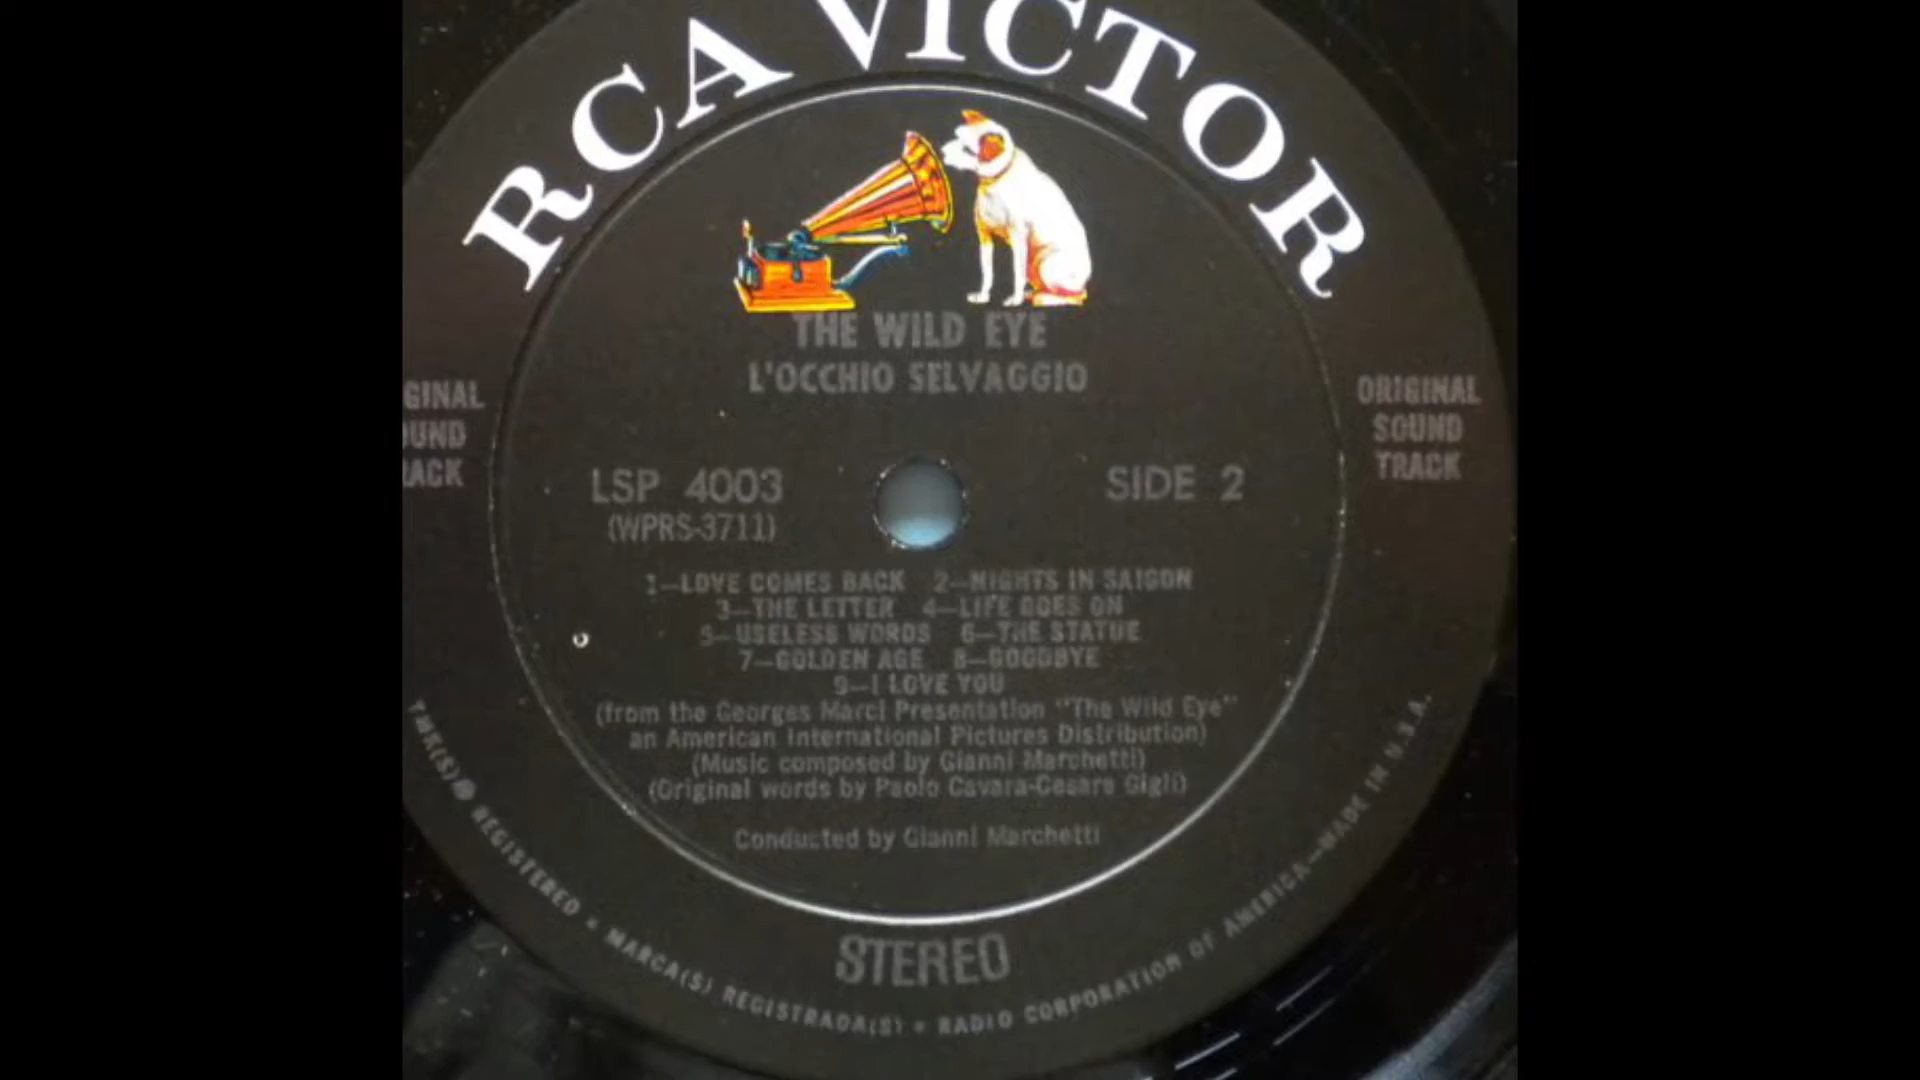 RCA VICTOR
THE WILD EYE
L'OCCHIO SELVAGGIO
GINAL
OUND
RACK
ORIGINAL
SOUND
TRACK
LSP 4003
(WPRS-3711)
SIDE 2
1—LOVE COMES BACK 2—NIGHTS IN SAIGON
3—THE LETTER 4—LIFE GOES ON
5—USELESS WORDS 6—THE STATUE
7—GOLDEN AGE 8—GOODBYE
9—I LOVE YOU
(from the Georges Marci Presentation "The Wild Eye"
an American International Pictures Distribution)
(Music composed by Gianni Marchetti)
(Original words by Paolo Cavara-Cesare Gigli)
Conducted by Gianni Marchetti
STEREO
TMK(S) ® REGISTERED • MARCA(S) REGISTRADA(S) • RADIO CORPORATION OF AMERICA—MADE IN U.S.A.